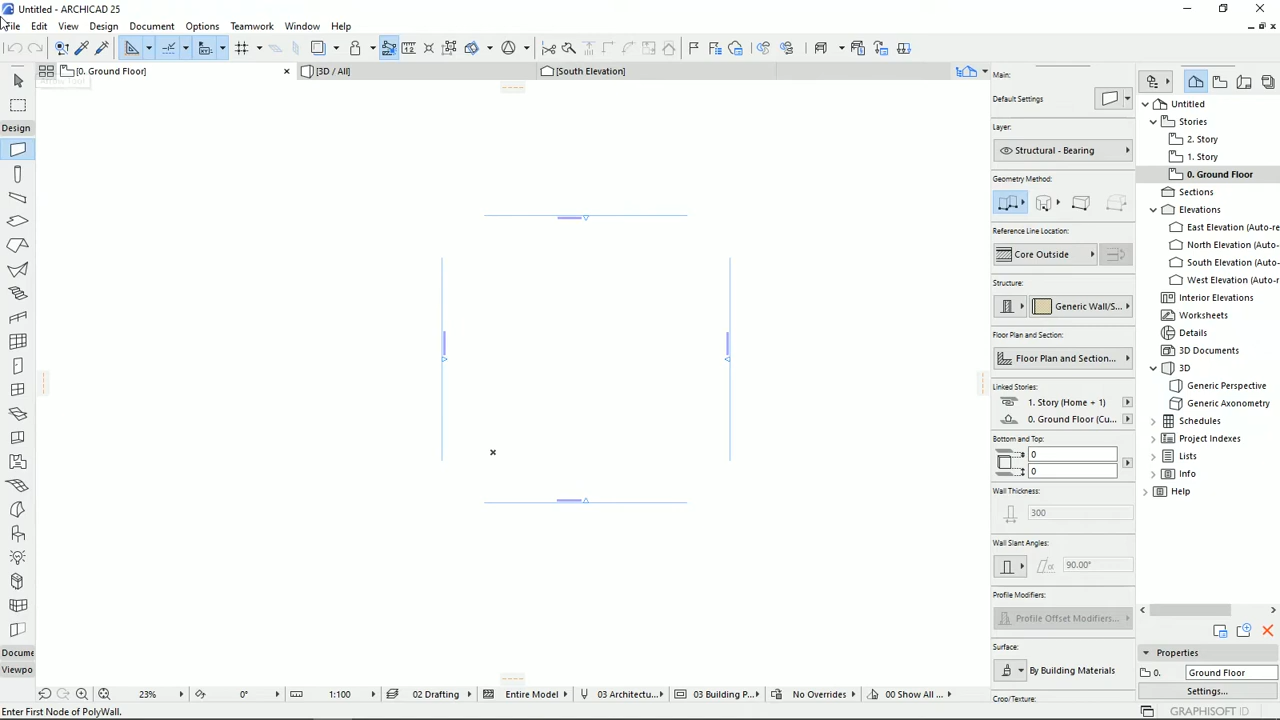 Untitled - ARCHICAD 25
File Edit View Design Document Options Teamwork Window Help
[0. Ground Floor]
[3D / All]
[South Elevation]
Design
Docume
Viewpo
Main:
Default Settings
Layer:
Structural - Bearing
Geometry Method:
Reference Line Location:
Core Outside
Structure:
Generic Wall/S...
Floor Plan and Section:
Floor Plan and Section...
Linked Stories:
1. Story (Home + 1)
0. Ground Floor (Cu...
Bottom and Top:
0
0
Wall Thickness:
300
Wall Slant Angles:
90.00°
Profile Modifiers:
Profile Offset Modifiers...
Surface:
By Building Materials
Crop/Texture:
Untitled
Stories
2. Story
1. Story
0. Ground Floor
Sections
Elevations
East Elevation (Auto-re
North Elevation (Auto-r
South Elevation (Auto-r
West Elevation (Auto-r
Interior Elevations
Worksheets
Details
3D Documents
3D
Generic Perspective
Generic Axonometry
Schedules
Project Indexes
Lists
Info
Help
Properties
0. Ground Floor
Settings...
23% 0° 1:100 02 Drafting Entire Model 03 Architectu... 03 Building P... No Overrides 00 Show All ...
Enter First Node of PolyWall.
GRAPHISOFT ID